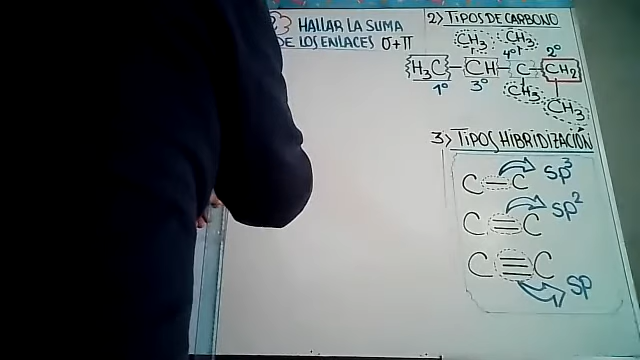 HALLAR LA SUMA
DE LOS ENLACES σ+π
2) TIPOS DE CARBONO
CH3 CH3
4° 2°
H3C - CH - C - CH2
1° 3° CH3
CH3
3) TIPOS HIBRIDIZACIÓN
C - C sp3
C = C sp2
C ≡ C sp